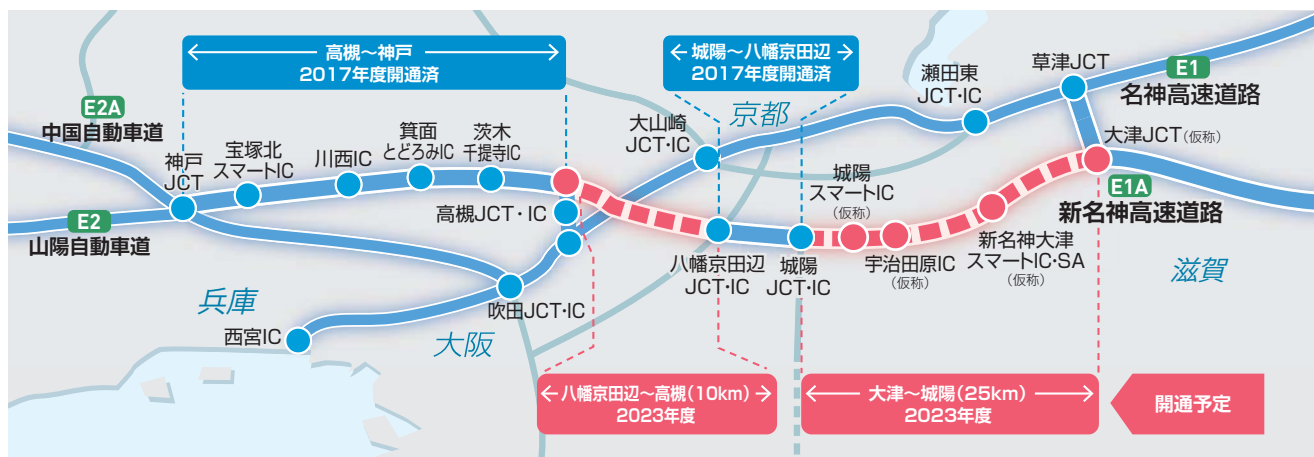 高槻～神戸
2017年度開通済
城陽～八幡京田辺
2017年度開通済
E2A
中国自動車道
神戸
JCT
宝塚北
スマートIC
川西IC
箕面
とどろみIC
茨木
千提寺IC
高槻JCT・IC
大山崎
JCT・IC
京都
瀬田東
JCT・IC
草津JCT
E1
名神高速道路
大津JCT(仮称)
E1A
新名神高速道路
E2
山陽自動車道
城陽
スマートIC
(仮称)
八幡京田辺
JCT・IC
城陽
JCT・IC
宇治田原IC
(仮称)
新名神大津
スマートIC・SA
(仮称)
滋賀
兵庫
西宮IC
大阪
吹田JCT・IC
八幡京田辺～高槻(10km)
2023年度
大津～城陽(25km)
2023年度
開通予定